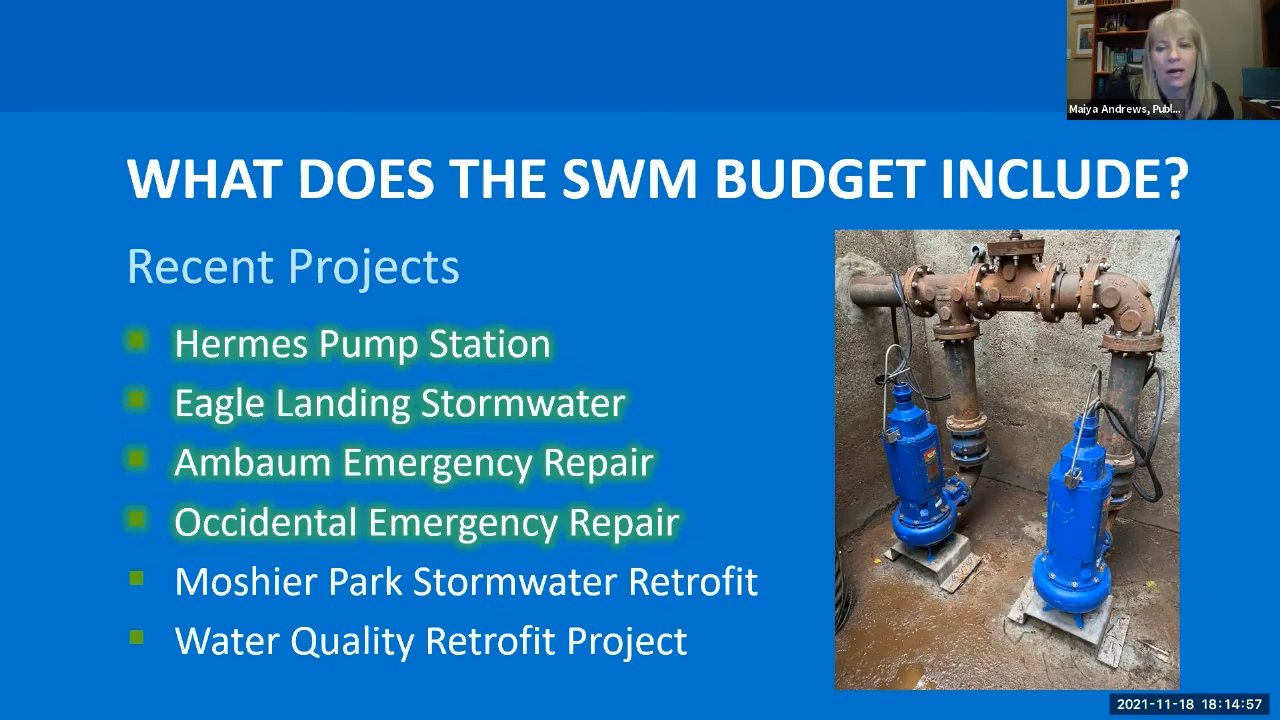 Maiya Andrews, Publ...
WHAT DOES THE SWM BUDGET INCLUDE?
Recent Projects
Hermes Pump Station
Eagle Landing Stormwater
Ambaum Emergency Repair
Occidental Emergency Repair
Moshier Park Stormwater Retrofit
Water Quality Retrofit Project
2021-11-18 18:14:57